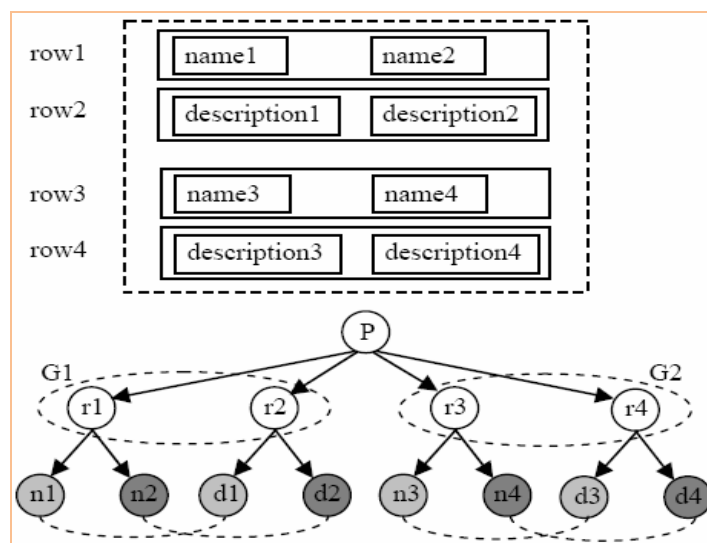 row1 name1 name2
row2 description1 description2
row3 name3 name4
row4 description3 description4
P
G1 G2
r1 r2 r3 r4
n1 n2 d1 d2 n3 n4 d3 d4